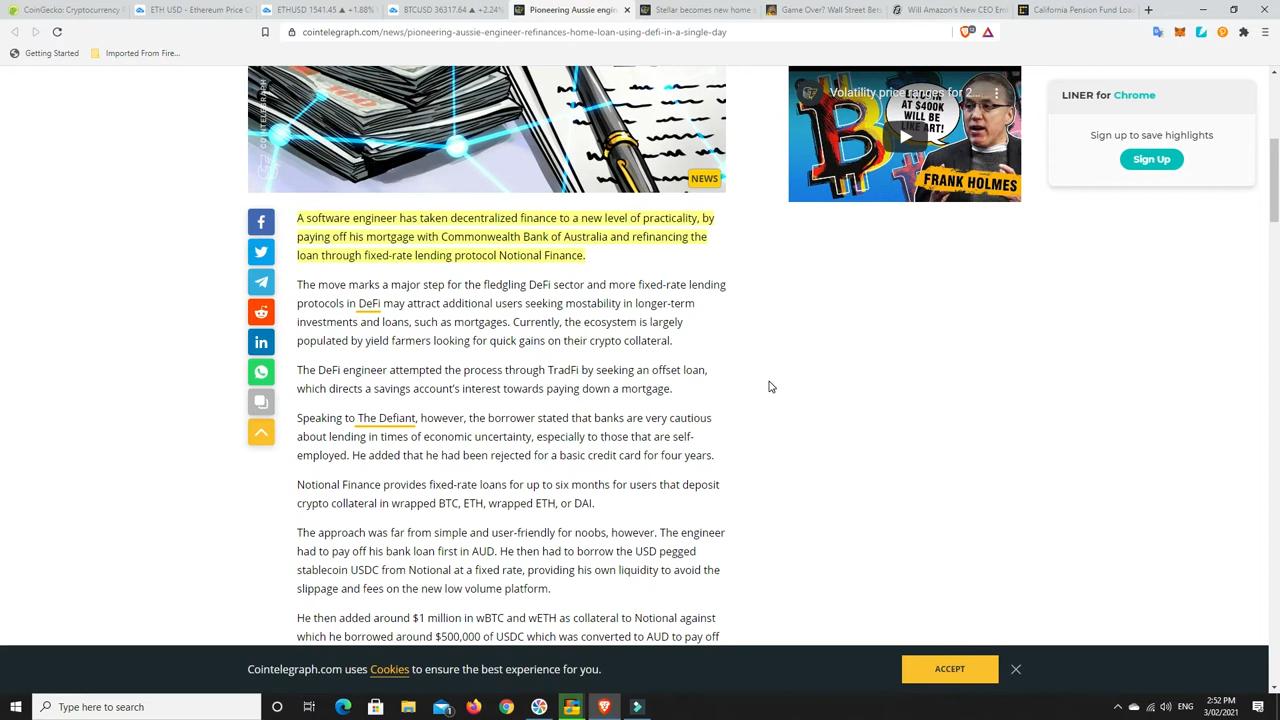 CoinGecko: Cryptocurrency P
ETH USD - Ethereum Price C
ETHUSD 1541.45 ▲ +1.88%
BTCUSD 36317.64 ▲ +2.24%
Pioneering Aussie engin
Stellar becomes new home s
Game Over? Wall Street Bets
Will Amazon's New CEO Em
California Pension Fund Loa
cointelegraph.com/news/pioneering-aussie-engineer-refinances-home-loan-using-defi-in-a-single-day
Getting Started
Imported From Fire...
COINTELEGRAPH
NEWS
Volatility price ranges for 2...
AT $400K
WILL BE
LIKE ART!
FRANK HOLMES
LINER for Chrome
Sign up to save highlights
Sign Up
A software engineer has taken decentralized finance to a new level of practicality, by
paying off his mortgage with Commonwealth Bank of Australia and refinancing the
loan through fixed-rate lending protocol Notional Finance.
The move marks a major step for the fledgling DeFi sector and more fixed-rate lending
protocols in DeFi may attract additional users seeking mostability in longer-term
investments and loans, such as mortgages. Currently, the ecosystem is largely
populated by yield farmers looking for quick gains on their crypto collateral.
The DeFi engineer attempted the process through TradFi by seeking an offset loan,
which directs a savings account's interest towards paying down a mortgage.
Speaking to The Defiant, however, the borrower stated that banks are very cautious
about lending in times of economic uncertainty, especially to those that are self-
employed. He added that he had been rejected for a basic credit card for four years.
Notional Finance provides fixed-rate loans for up to six months for users that deposit
crypto collateral in wrapped BTC, ETH, wrapped ETH, or DAI.
The approach was far from simple and user-friendly for noobs, however. The engineer
had to pay off his bank loan first in AUD. He then had to borrow the USD pegged
stablecoin USDC from Notional at a fixed rate, providing his own liquidity to avoid the
slippage and fees on the new low volume platform.
He then added around $1 million in wBTC and wETH as collateral to Notional against
which he borrowed around $500,000 of USDC which was converted to AUD to pay off
Cointelegraph.com uses Cookies to ensure the best experience for you.
ACCEPT
Type here to search
ENG
2:52 PM
3/02/2021